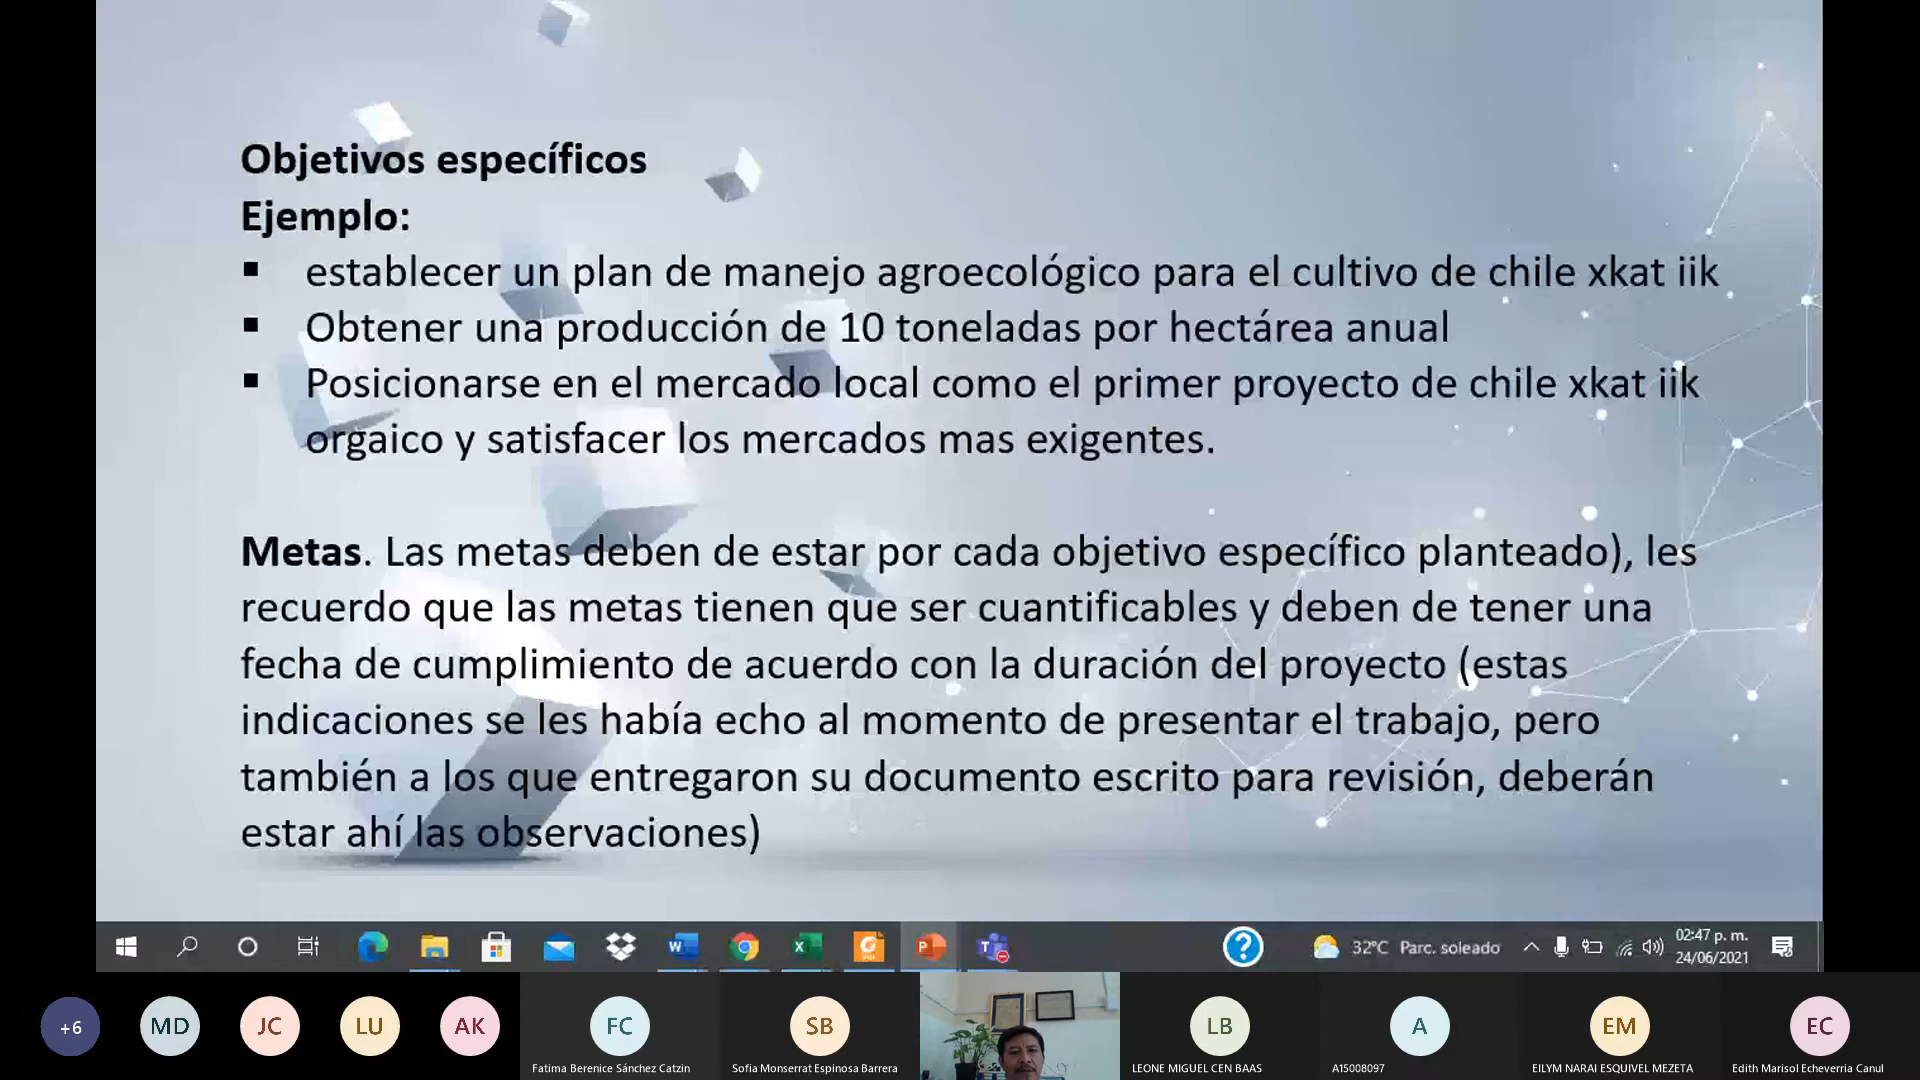 Objetivos específicos
Ejemplo:
▪ establecer un plan de manejo agroecológico para el cultivo de chile xkat iik
▪ Obtener una producción de 10 toneladas por hectárea anual
▪ Posicionarse en el mercado local como el primer proyecto de chile xkat iik
orgaico y satisfacer los mercados mas exigentes.
Metas. Las metas deben de estar por cada objetivo específico planteado), les
recuerdo que las metas tienen que ser cuantificables y deben de tener una
fecha de cumplimiento de acuerdo con la duración del proyecto (estas
indicaciones se les había echo al momento de presentar el trabajo, pero
también a los que entregaron su documento escrito para revisión, deberán
estar ahí las observaciones)
32°C Parc. soleado
02:47 p. m.
24/06/2021
+6
MD
JC
LU
AK
FC
SB
LB
A
EM
EC
Fatima Berenice Sánchez Catzin
Sofia Monserrat Espinosa Barrera
LEONE MIGUEL CEN BAAS
A15008097
EILYM NARAI ESQUIVEL MEZETA
Edith Marisol Echeverria Canul